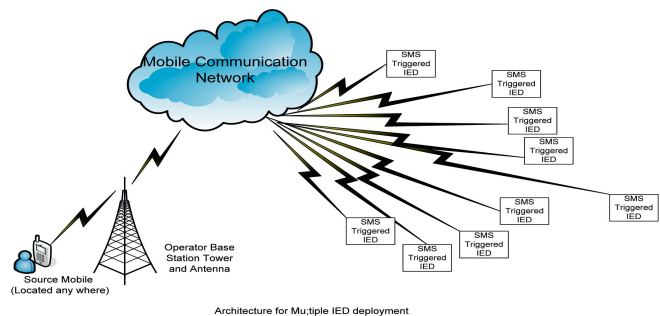 Mobile Communication
Network
SMS
Triggered
IED
SMS
Triggered
IED
SMS
Triggered
IED
SMS
Triggered
IED
SMS
Triggered
IED
SMS
Triggered
IED
SMS
Triggered
IED
SMS
Triggered
IED
SMS
Triggered
IED
Operator Base
Station Tower
and Antenna
Source Mobile
(Located any where)
Architecture for Mu;tiple IED deployment